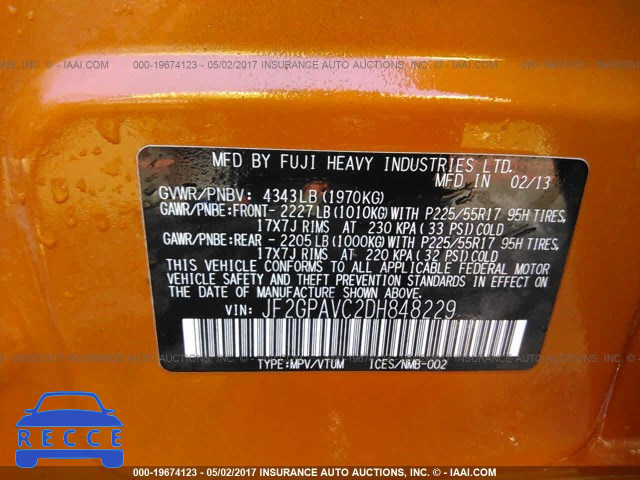 000-19674123 - 05/02/2017 INSURANCE AUTO AUCTIONS, INC. - © WWW.IAAI.COM
MFD BY FUJI HEAVY INDUSTRIES LTD.
MFD IN 02/13
GVWR/PNBV: 4343LB (1970KG)
GAWR/PNBE:FRONT- 2227LB (1010KG) WITH P225/55R17 95H TIRES,
17X7J RIMS AT 230 KPA (33 PSI) COLD
GAWR/PNBE:REAR - 2205LB (1000KG) WITH P225/55R17 95H TIRES,
17X7J RIMS AT 220 KPA (32 PSI) COLD
THIS VEHICLE CONFORMS TO ALL APPLICABLE FEDERAL MOTOR
VEHICLE SAFETY AND THEFT PREVENTION STANDARDS IN EFFECT
ON THE DATE OF MANUFACTURE SHOWN ABOVE.
VIN: JF2GPAVC2DH848229
TYPE:MPV/VTUM ICES/NMB-002
RECCE
000-19674123 - 05/02/2017 INSURANCE AUTO AUCTIONS, INC. - © WWW.IAAI.COM